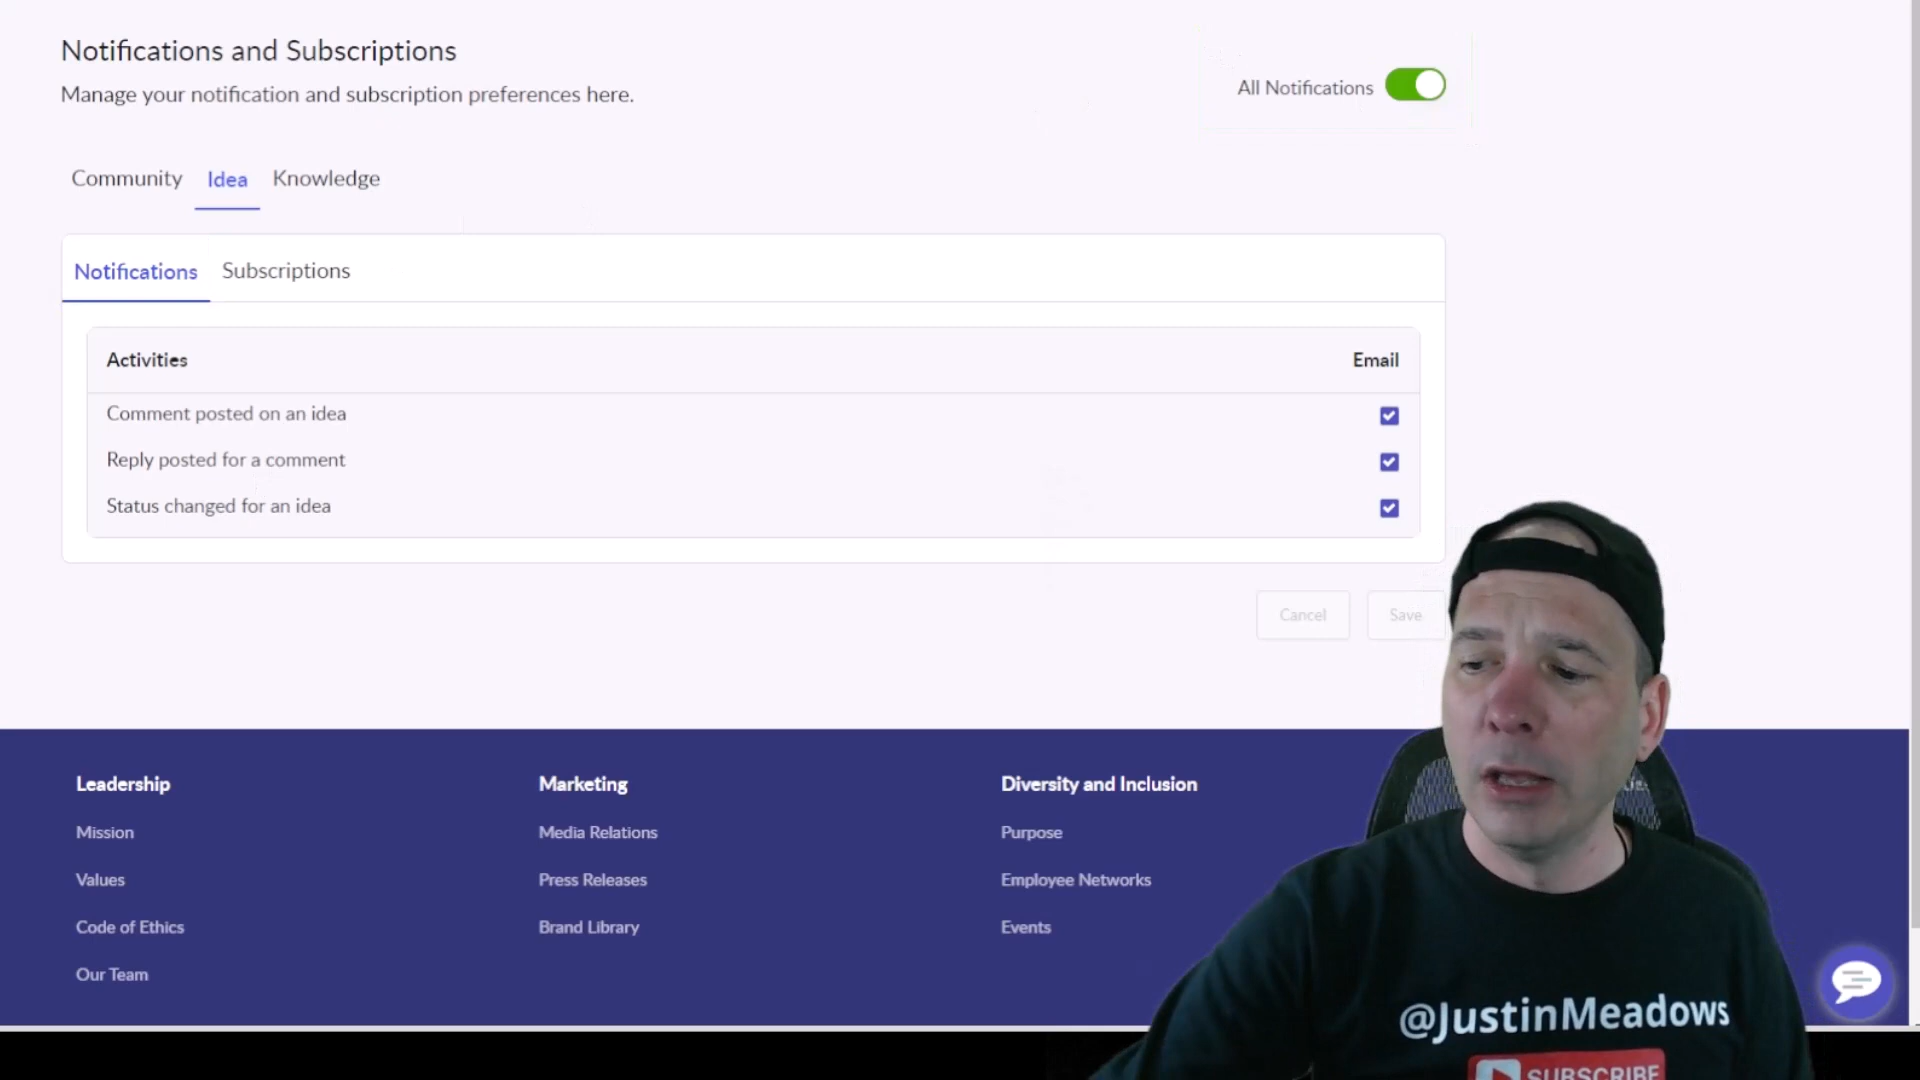 Notifications and Subscriptions
Manage your notification and subscription preferences here.
All Notifications
Community Idea Knowledge
Notifications Subscriptions
Activities Email
Comment posted on an idea
Reply posted for a comment
Status changed for an idea
Cancel Save
Leadership Marketing Diversity and Inclusion
Mission Media Relations Purpose
Values Press Releases Employee Networks
Code of Ethics Brand Library Events
Our Team
@JustinMeadows
SUBSCRIBE